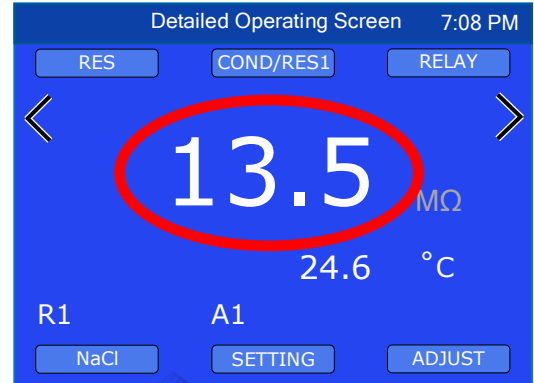 Detailed Operating Screen 7:08 PM
RES COND/RES1 RELAY
13.5 MΩ
24.6 °C
R1 A1
NaCl SETTING ADJUST